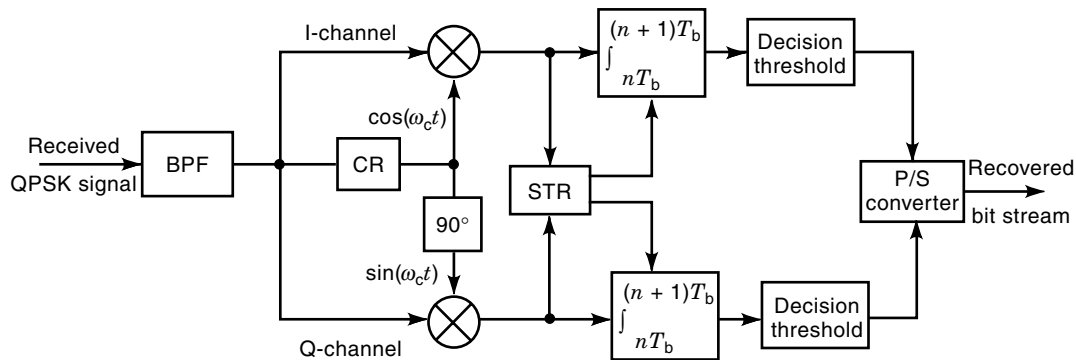 I-channel
(n + 1)T_b
∫
nT_b
Decision
threshold
cos(ω_c t)
Received
QPSK signal
BPF
CR
STR
P/S
converter
Recovered
bit stream
90°
sin(ω_c t)
Q-channel
(n + 1)T_b
∫
nT_b
Decision
threshold